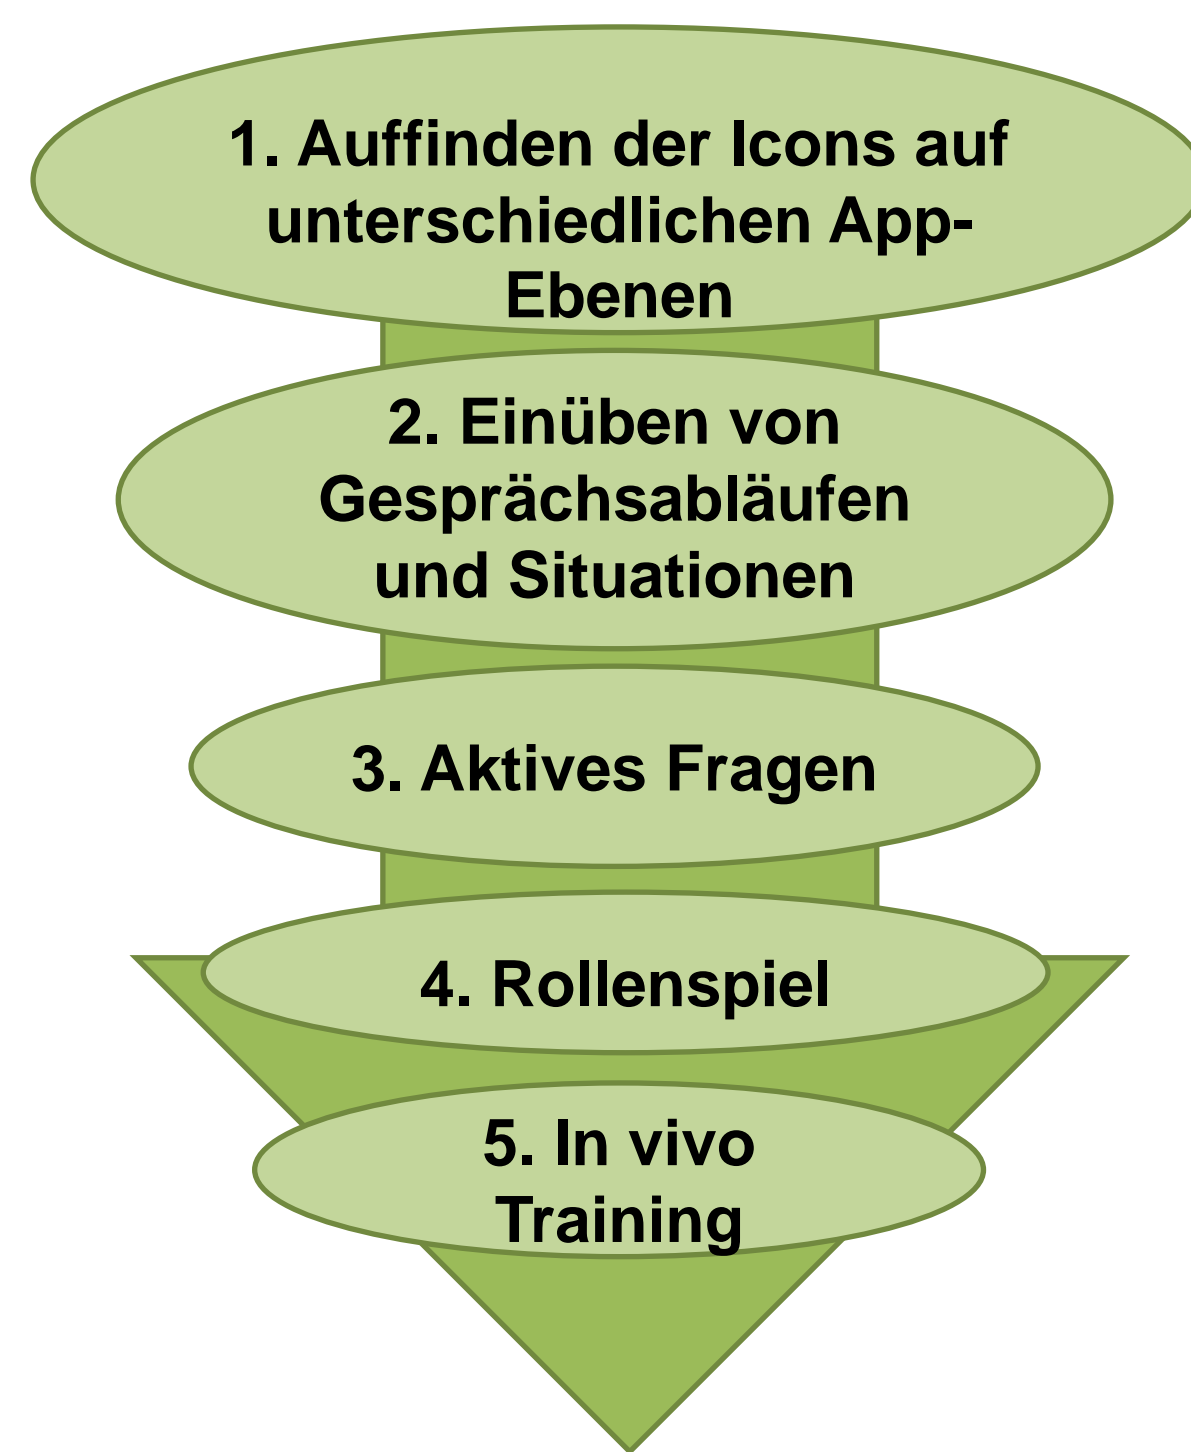 1. Auffinden der Icons auf
unterschiedlichen App-
Ebenen
2. Einüben von
Gesprächsabläufen
und Situationen
3. Aktives Fragen
4. Rollenspiel
5. In vivo
Training